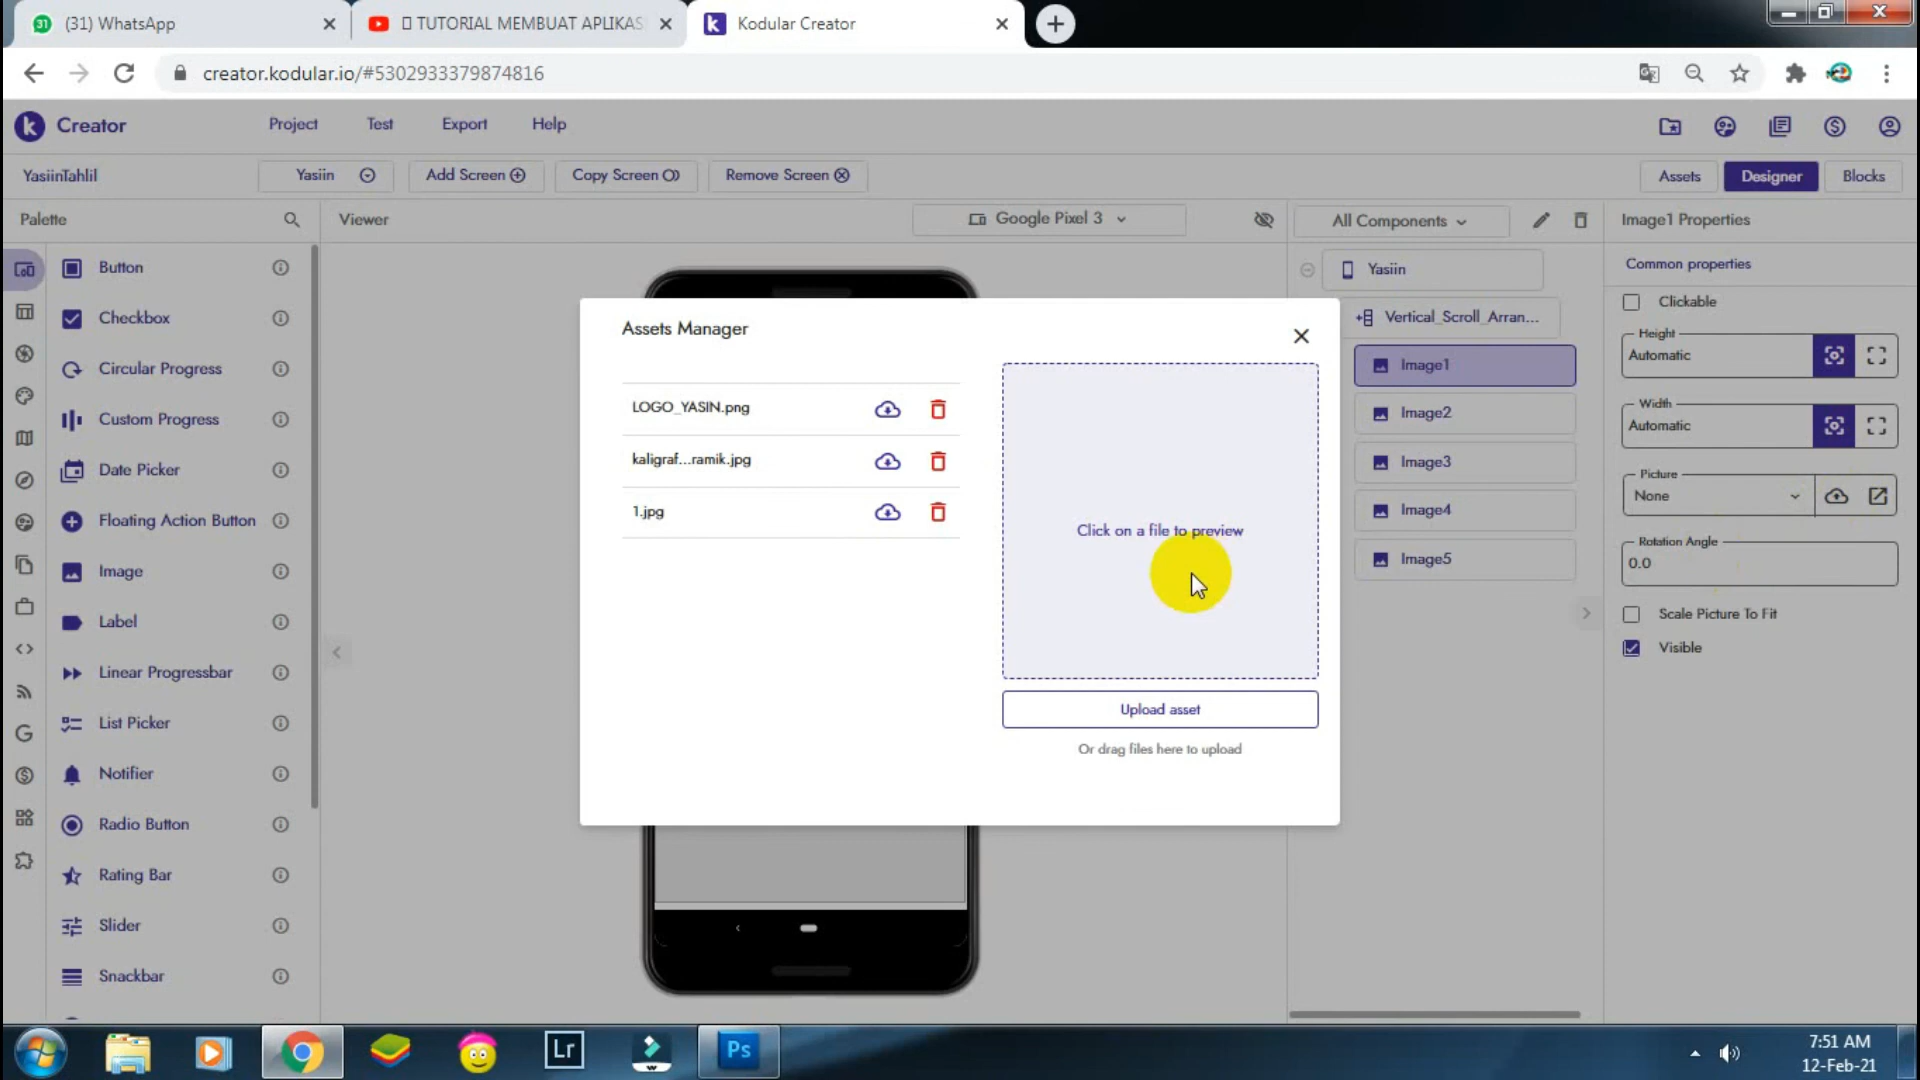 (31) WhatsApp
TUTORIAL MEMBUAT APLIKAS
Kodular Creator
creator.kodular.io/#5302933379874816
Creator
Project
Test
Export
Help
YasiinTahlil
Yasiin
Add Screen
Copy Screen
Remove Screen
Assets
Designer
Blocks
Palette
Viewer
Google Pixel 3
All Components
Image1 Properties
Button
Checkbox
Circular Progress
Custom Progress
Date Picker
Floating Action Button
Image
Label
Linear Progressbar
List Picker
Notifier
Radio Button
Rating Bar
Slider
Snackbar
Assets Manager
LOGO_YASIN.png
kaligraf...ramik.jpg
1.jpg
Click on a file to preview
Upload asset
Or drag files here to upload
Yasiin
Vertical_Scroll_Arran...
Image1
Image2
Image3
Image4
Image5
Common properties
Clickable
Height
Automatic
Width
Automatic
Picture
None
Rotation Angle
0.0
Scale Picture To Fit
Visible
Lr
Ps
7:51 AM
12-Feb-21